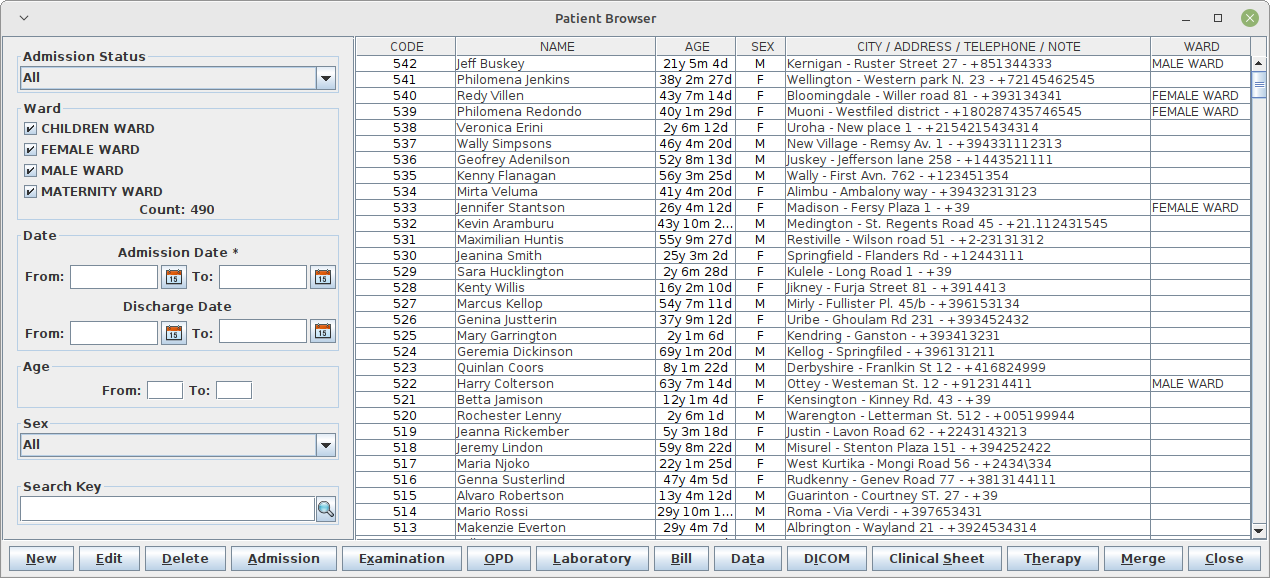 Patient Browser
Admission Status
All
Ward
CHILDREN WARD
FEMALE WARD
MALE WARD
MATERNITY WARD
Count: 490
Date
Admission Date *
From: 15 To: 15
Discharge Date
From: 15 To: 15
Age
From: To:
Sex
All
Search Key
CODE NAME AGE SEX CITY / ADDRESS / TELEPHONE / NOTE WARD
542 Jeff Buskey 21y 5m 4d M Kernigan - Ruster Street 27 - +851344333 MALE WARD
541 Philomena Jenkins 38y 2m 27d F Wellington - Western park N. 23 - +72145462545
540 Redy Villen 43y 7m 14d F Bloomingdale - Willer road 81 - +393134341 FEMALE WARD
539 Philomena Redondo 40y 1m 29d F Muoni - Westfiled district - +180287435746545 FEMALE WARD
538 Veronica Erini 2y 6m 12d F Uroha - New place 1 - +2154215434314
537 Wally Simpsons 46y 4m 20d M New Village - Remsy Av. 1 - +394331112313
536 Geofrey Adenilson 52y 8m 13d M Juskey - Jefferson lane 258 - +1443521111
535 Kenny Flanagan 56y 3m 25d M Wally - First Avn. 762 - +123451354
534 Mirta Veluma 41y 4m 20d F Alimbu - Ambalony way - +39432313123
533 Jennifer Stantson 26y 4m 12d F Madison - Fersy Plaza 1 - +39 FEMALE WARD
532 Kevin Aramburu 43y 10m 2... M Medington - St. Regents Road 45 - +21.112431545
531 Maximilian Huntis 55y 9m 27d M Restiville - Wilson road 51 - +2-23131312
530 Jeanina Smith 25y 3m 2d F Springfield - Flanders Rd - +12443111
529 Sara Hucklington 2y 6m 28d F Kulele - Long Road 1 - +39
528 Kenty Willis 16y 2m 10d F Jikney - Furja Street 81 - +3914413
527 Marcus Kellop 54y 7m 11d M Mirly - Fullister Pl. 45/b - +396153134
526 Genina Justterin 37y 9m 12d F Uribe - Ghoulam Rd 231 - +393452432
525 Mary Garrington 2y 1m 6d F Kendring - Ganston - +393413231
524 Geremia Dickinson 69y 1m 20d M Kellog - Springfiled - +396131211
523 Quinlan Coors 8y 1m 22d M Derbyshire - Franlkin St 12 - +416824999
522 Harry Colterson 63y 7m 14d M Ottey - Westeman St. 12 - +912314411 MALE WARD
521 Betta Jamison 12y 1m 4d F Kensington - Kinney Rd. 43 - +39
520 Rochester Lenny 2y 6m 1d M Warengton - Letterman St. 512 - +005199944
519 Jeanna Rickember 5y 3m 18d F Justin - Lavon Road 62 - +2243143213
518 Jeremy Lindon 59y 8m 22d M Misurel - Stenton Plaza 151 - +394252422
517 Maria Njoko 22y 1m 25d F West Kurtika - Mongi Road 56 - +2434\334
516 Genna Susterlind 47y 4m 5d F Rudkenny - Genev Road 77 - +3813144111
515 Alvaro Robertson 13y 4m 12d M Guarinton - Courtney ST. 27 - +39
514 Mario Rossi 29y 10m 1... M Roma - Via Verdi - +397653431
513 Makenzie Everton 29y 4m 7d M Albrington - Wayland 21 - +3924534314
New Edit Delete Admission Examination OPD Laboratory Bill Data DICOM Clinical Sheet Therapy Merge Close